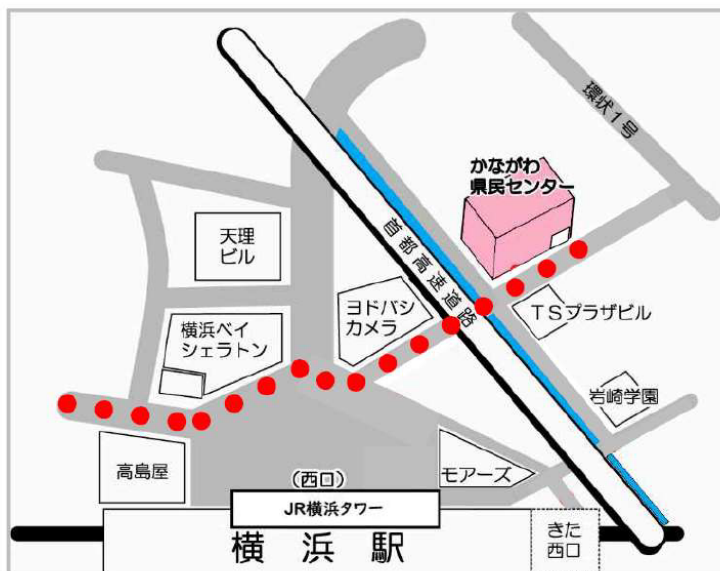 環状1号
かながわ
県民センター
首都高速道路
天理
ビル
ヨドバシ
カメラ
TSプラザビル
横浜ベイ
シェラトン
岩崎学園
高島屋
(西口)
モアーズ
JR横浜タワー
横浜駅
きた
西口